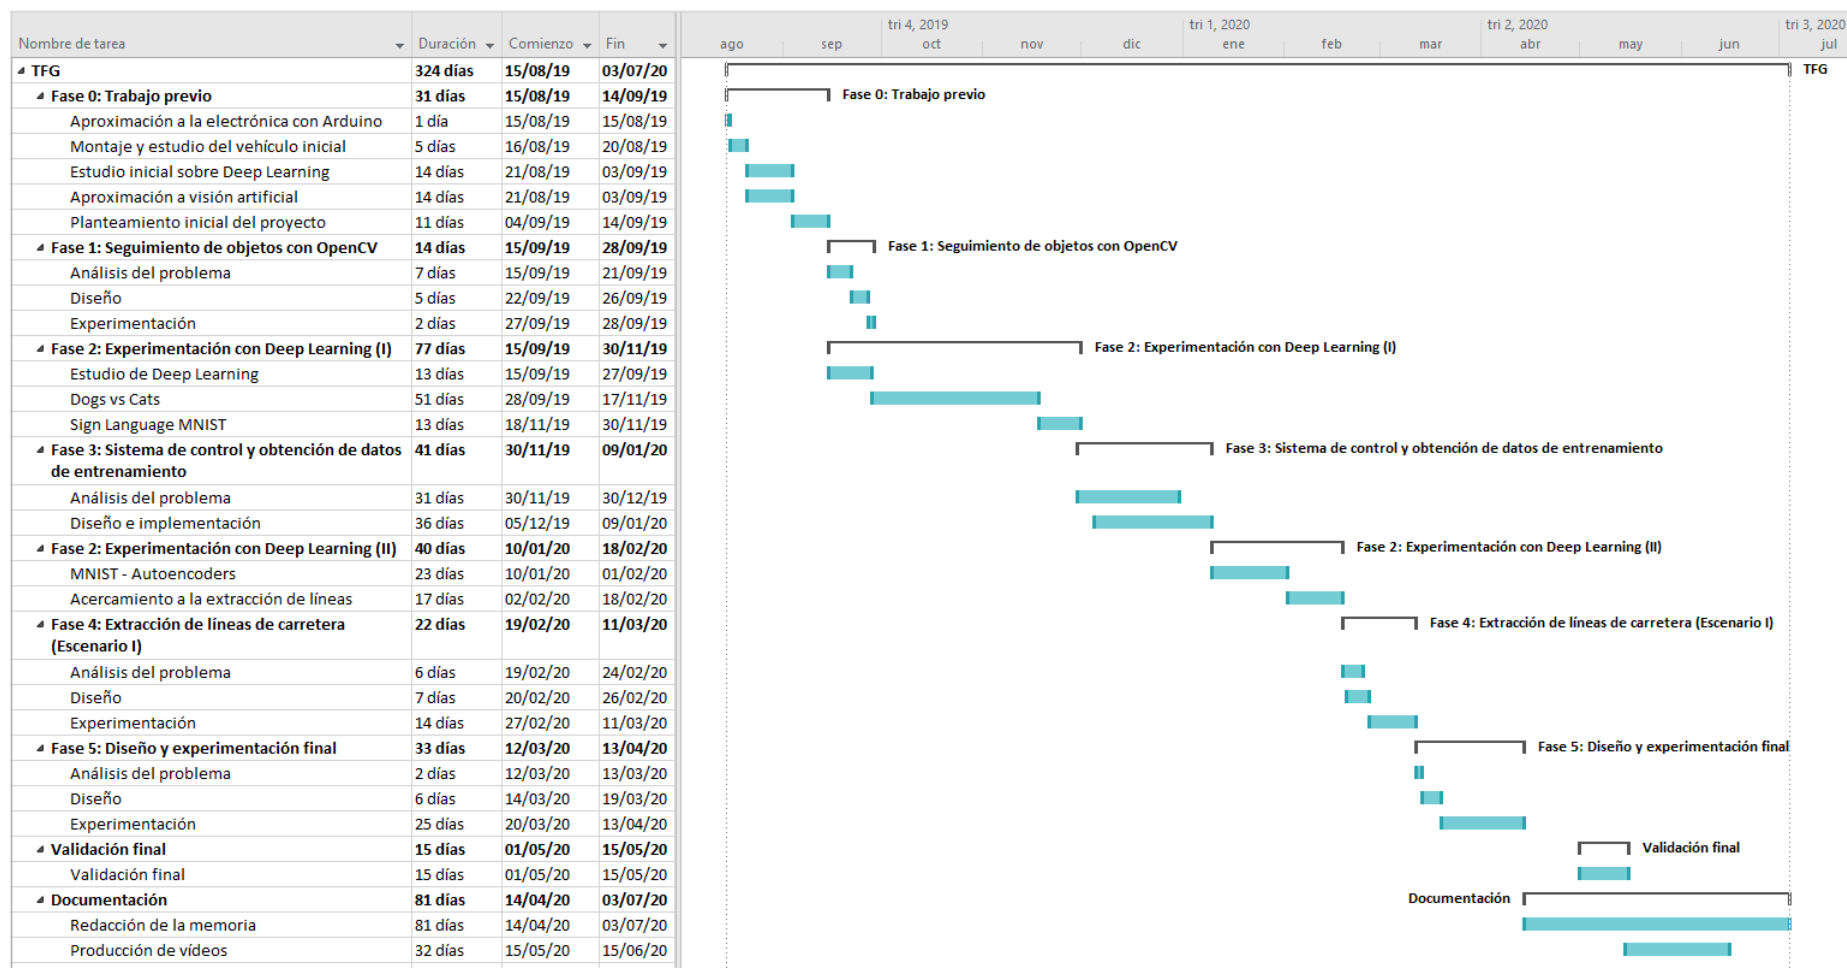 tri 4, 2019 tri 1, 2020 tri 2, 2020 tri 3, 2020
Nombre de tarea Duración Comienzo Fin ago sep oct nov dic ene feb mar abr may jun jul
TFG 324 días 15/08/19 03/07/20 TFG
Fase 0: Trabajo previo 31 días 15/08/19 14/09/19 Fase 0: Trabajo previo
Aproximación a la electrónica con Arduino 1 día 15/08/19 15/08/19
Montaje y estudio del vehículo inicial 5 días 16/08/19 20/08/19
Estudio inicial sobre Deep Learning 14 días 21/08/19 03/09/19
Aproximación a visión artificial 14 días 21/08/19 03/09/19
Planteamiento inicial del proyecto 11 días 04/09/19 14/09/19
Fase 1: Seguimiento de objetos con OpenCV 14 días 15/09/19 28/09/19 Fase 1: Seguimiento de objetos con OpenCV
Análisis del problema 7 días 15/09/19 21/09/19
Diseño 5 días 22/09/19 26/09/19
Experimentación 2 días 27/09/19 28/09/19
Fase 2: Experimentación con Deep Learning (I) 77 días 15/09/19 30/11/19 Fase 2: Experimentación con Deep Learning (I)
Estudio de Deep Learning 13 días 15/09/19 27/09/19
Dogs vs Cats 51 días 28/09/19 17/11/19
Sign Language MNIST 13 días 18/11/19 30/11/19
Fase 3: Sistema de control y obtención de datos 41 días 30/11/19 09/01/20 Fase 3: Sistema de control y obtención de datos de entrenamiento
de entrenamiento
Análisis del problema 31 días 30/11/19 30/12/19
Diseño e implementación 36 días 05/12/19 09/01/20
Fase 2: Experimentación con Deep Learning (II) 40 días 10/01/20 18/02/20 Fase 2: Experimentación con Deep Learning (II)
MNIST - Autoencoders 23 días 10/01/20 01/02/20
Acercamiento a la extracción de líneas 17 días 02/02/20 18/02/20
Fase 4: Extracción de líneas de carretera 22 días 19/02/20 11/03/20 Fase 4: Extracción de líneas de carretera (Escenario I)
(Escenario I)
Análisis del problema 6 días 19/02/20 24/02/20
Diseño 7 días 20/02/20 26/02/20
Experimentación 14 días 27/02/20 11/03/20
Fase 5: Diseño y experimentación final 33 días 12/03/20 13/04/20 Fase 5: Diseño y experimentación final
Análisis del problema 2 días 12/03/20 13/03/20
Diseño 6 días 14/03/20 19/03/20
Experimentación 25 días 20/03/20 13/04/20
Validación final 15 días 01/05/20 15/05/20 Validación final
Validación final 15 días 01/05/20 15/05/20
Documentación 81 días 14/04/20 03/07/20 Documentación
Redacción de la memoria 81 días 14/04/20 03/07/20
Producción de vídeos 32 días 15/05/20 15/06/20